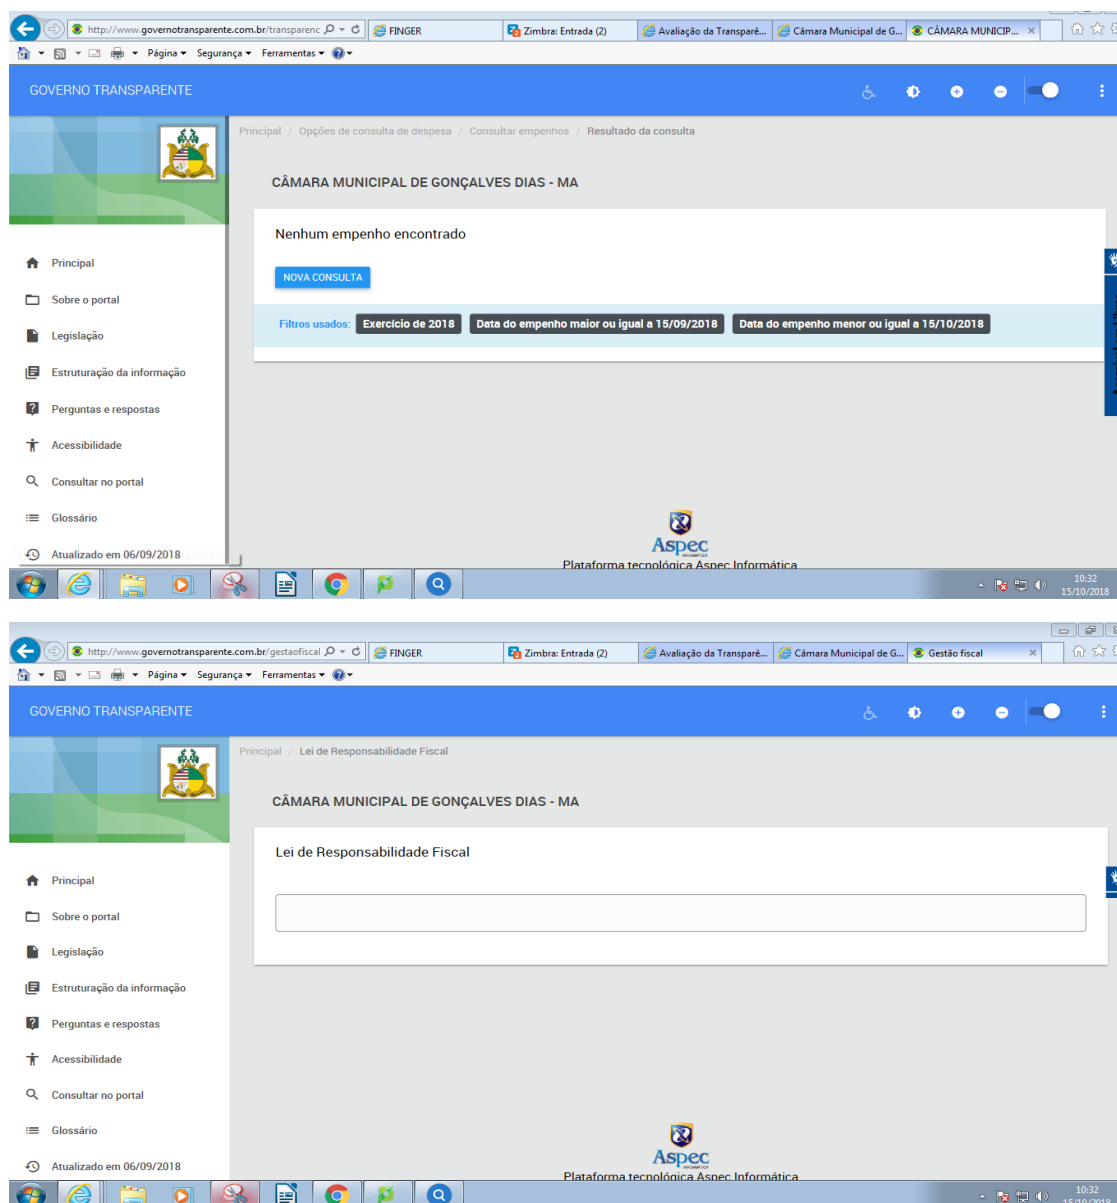 http://www.governotransparente.com.br/transparenc
FINGER
Zimbra: Entrada (2)
Avaliação da Transparê...
Câmara Municipal de G...
CÂMARA MUNICIP...
Página
Segurança
Ferramentas
GOVERNO TRANSPARENTE
Principal / Opções de consulta de despesa / Consultar empenhos / Resultado da consulta
CÂMARA MUNICIPAL DE GONÇALVES DIAS - MA
Nenhum empenho encontrado
NOVA CONSULTA
Filtros usados: Exercício de 2018 Data do empenho maior ou igual a 15/09/2018 Data do empenho menor ou igual a 15/10/2018
Principal
Sobre o portal
Legislação
Estruturação da informação
Perguntas e respostas
Acessibilidade
Consultar no portal
Glossário
Atualizado em 06/09/2018
Aspec
Plataforma tecnológica Aspec Informática
10:32
15/10/2018
http://www.governotransparente.com.br/gestaofiscal
FINGER
Zimbra: Entrada (2)
Avaliação da Transparê...
Câmara Municipal de G...
Gestão fiscal
Página
Segurança
Ferramentas
GOVERNO TRANSPARENTE
Principal / Lei de Responsabilidade Fiscal
CÂMARA MUNICIPAL DE GONÇALVES DIAS - MA
Lei de Responsabilidade Fiscal
Principal
Sobre o portal
Legislação
Estruturação da informação
Perguntas e respostas
Acessibilidade
Consultar no portal
Glossário
Atualizado em 06/09/2018
Aspec
Plataforma tecnológica Aspec Informática
10:32
15/10/2018